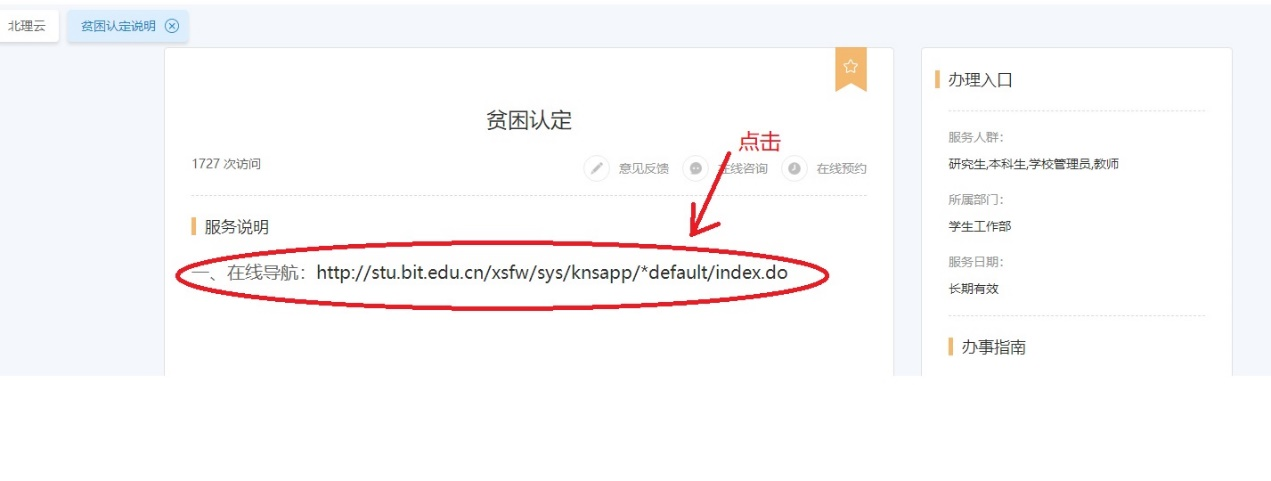 北理云
贫困认定说明
贫困认定
点击
1727 次访问
意见反馈
在线咨询
在线预约
服务说明
一、在线导航：http://stu.bit.edu.cn/xsfw/sys/knsapp/*default/index.do
办理入口
服务人群：
研究生,本科生,学校管理员,教师
所属部门：
学生工作部
服务日期：
长期有效
办事指南